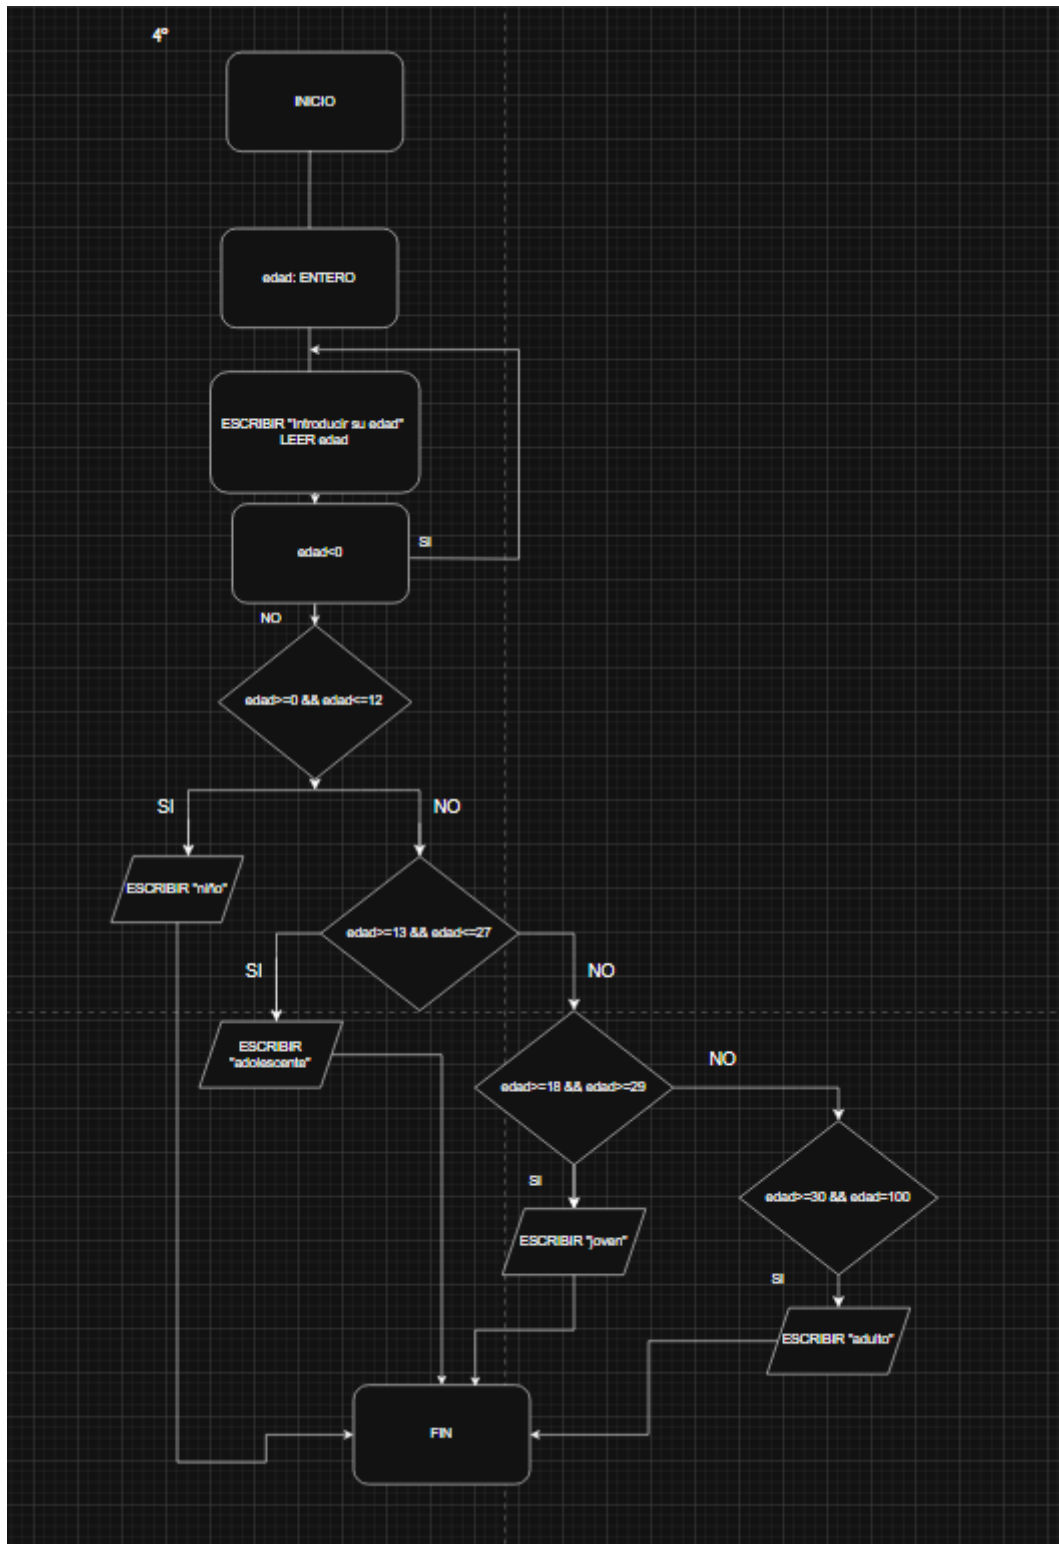 4º
INICIO
edad: ENTERO
ESCRIBIR "Introducir su edad"
LEER edad
edad<0
SI
NO
edad>=0 && edad<=12
SI
NO
ESCRIBIR "niño"
edad>=13 && edad<=27
SI
NO
ESCRIBIR
"adolescente"
edad>=18 && edad>=29
NO
SI
edad>=30 && edad=100
ESCRIBIR "joven"
SI
ESCRIBIR "adulto"
FIN